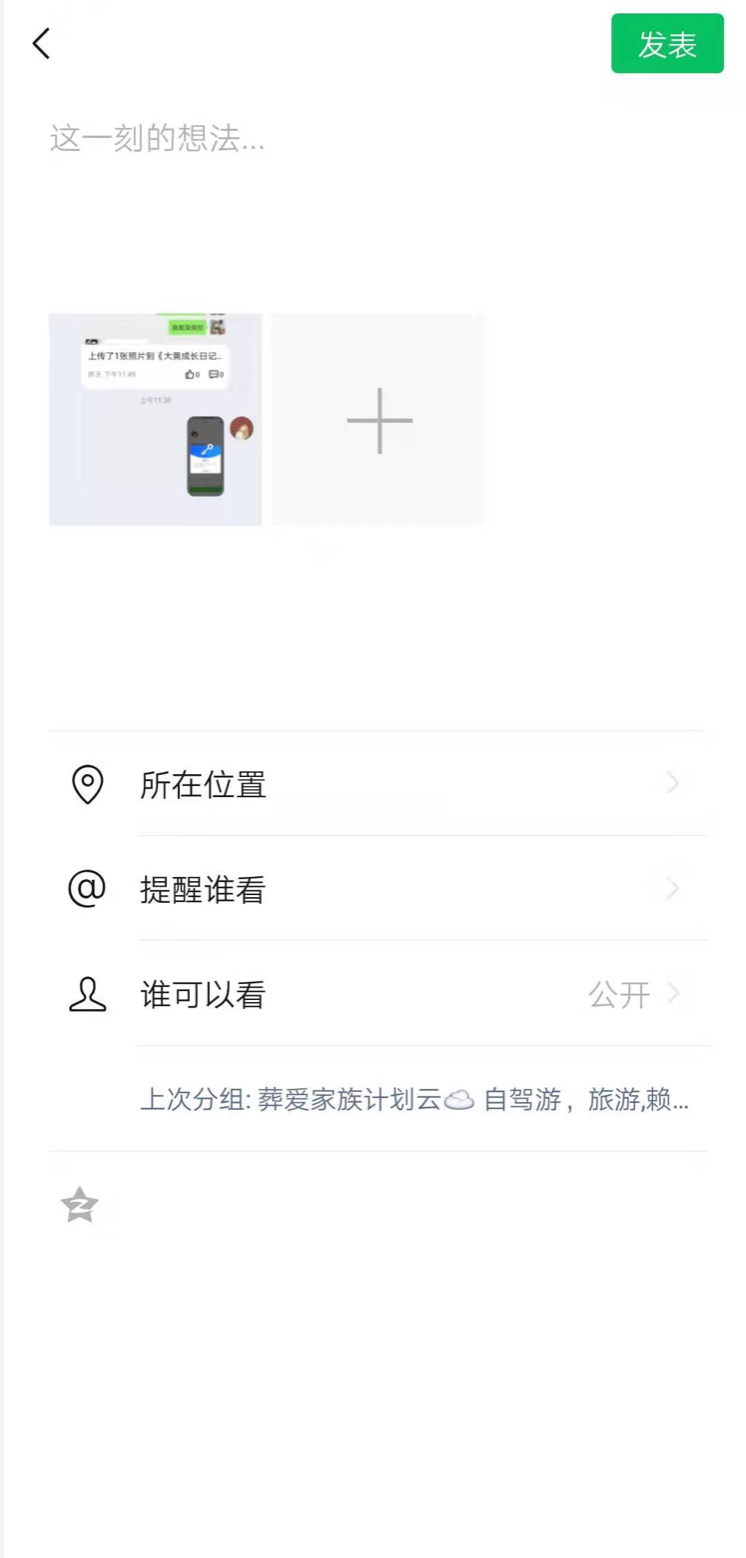 发表
这一刻的想法...
上传了1张照片到《大黄成长日记...
昨天 下午11:49
0
0
上午11:38
所在位置
@ 提醒谁看
谁可以看 公开
上次分组: 葬爱家族计划云☁️ 自驾游，旅游,赖...